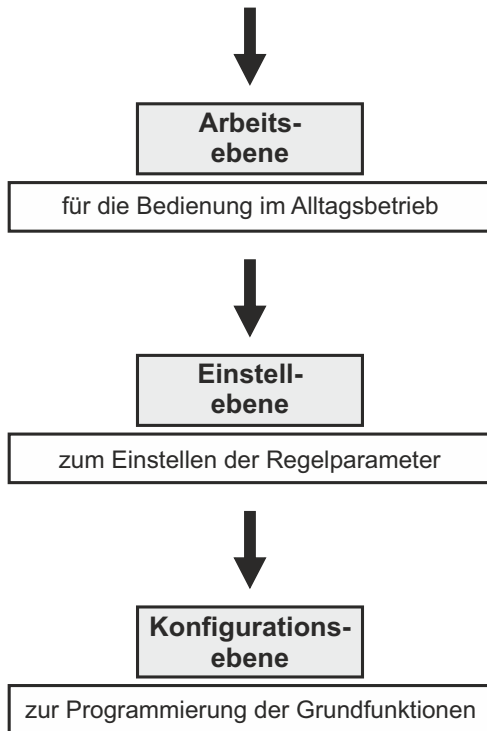 Arbeits-
ebene
für die Bedienung im Alltagsbetrieb
Einstell-
ebene
zum Einstellen der Regelparameter
Konfigurations-
ebene
zur Programmierung der Grundfunktionen